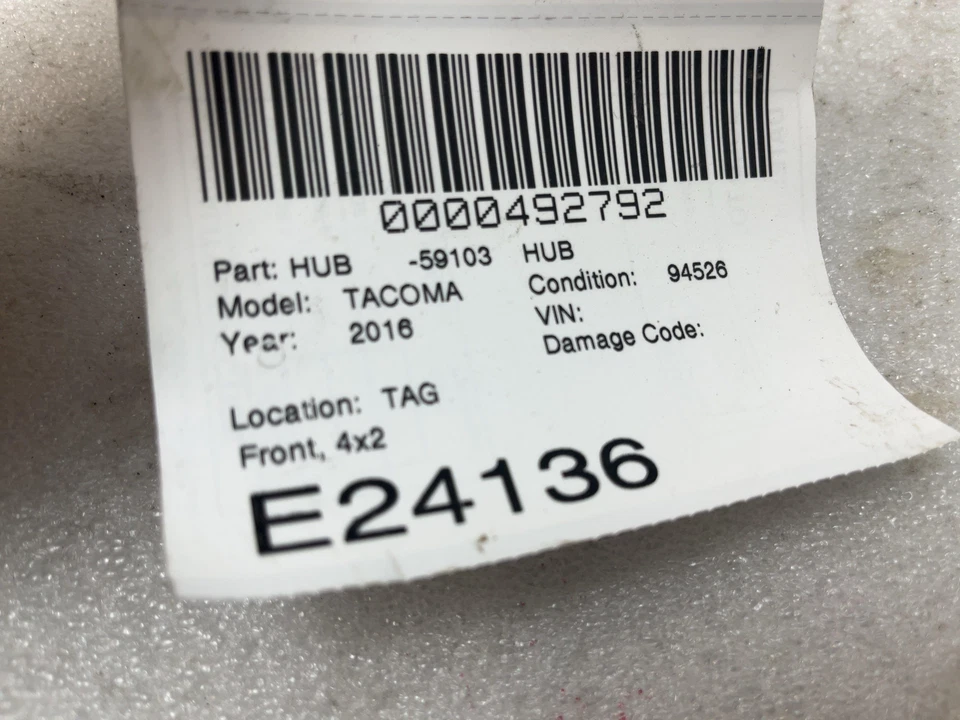 0000492792
Part: HUB -59103 HUB
Model: TACOMA Condition: 94526
Year: 2016 VIN:
Damage Code:
Location: TAG
Front, 4x2
E24136